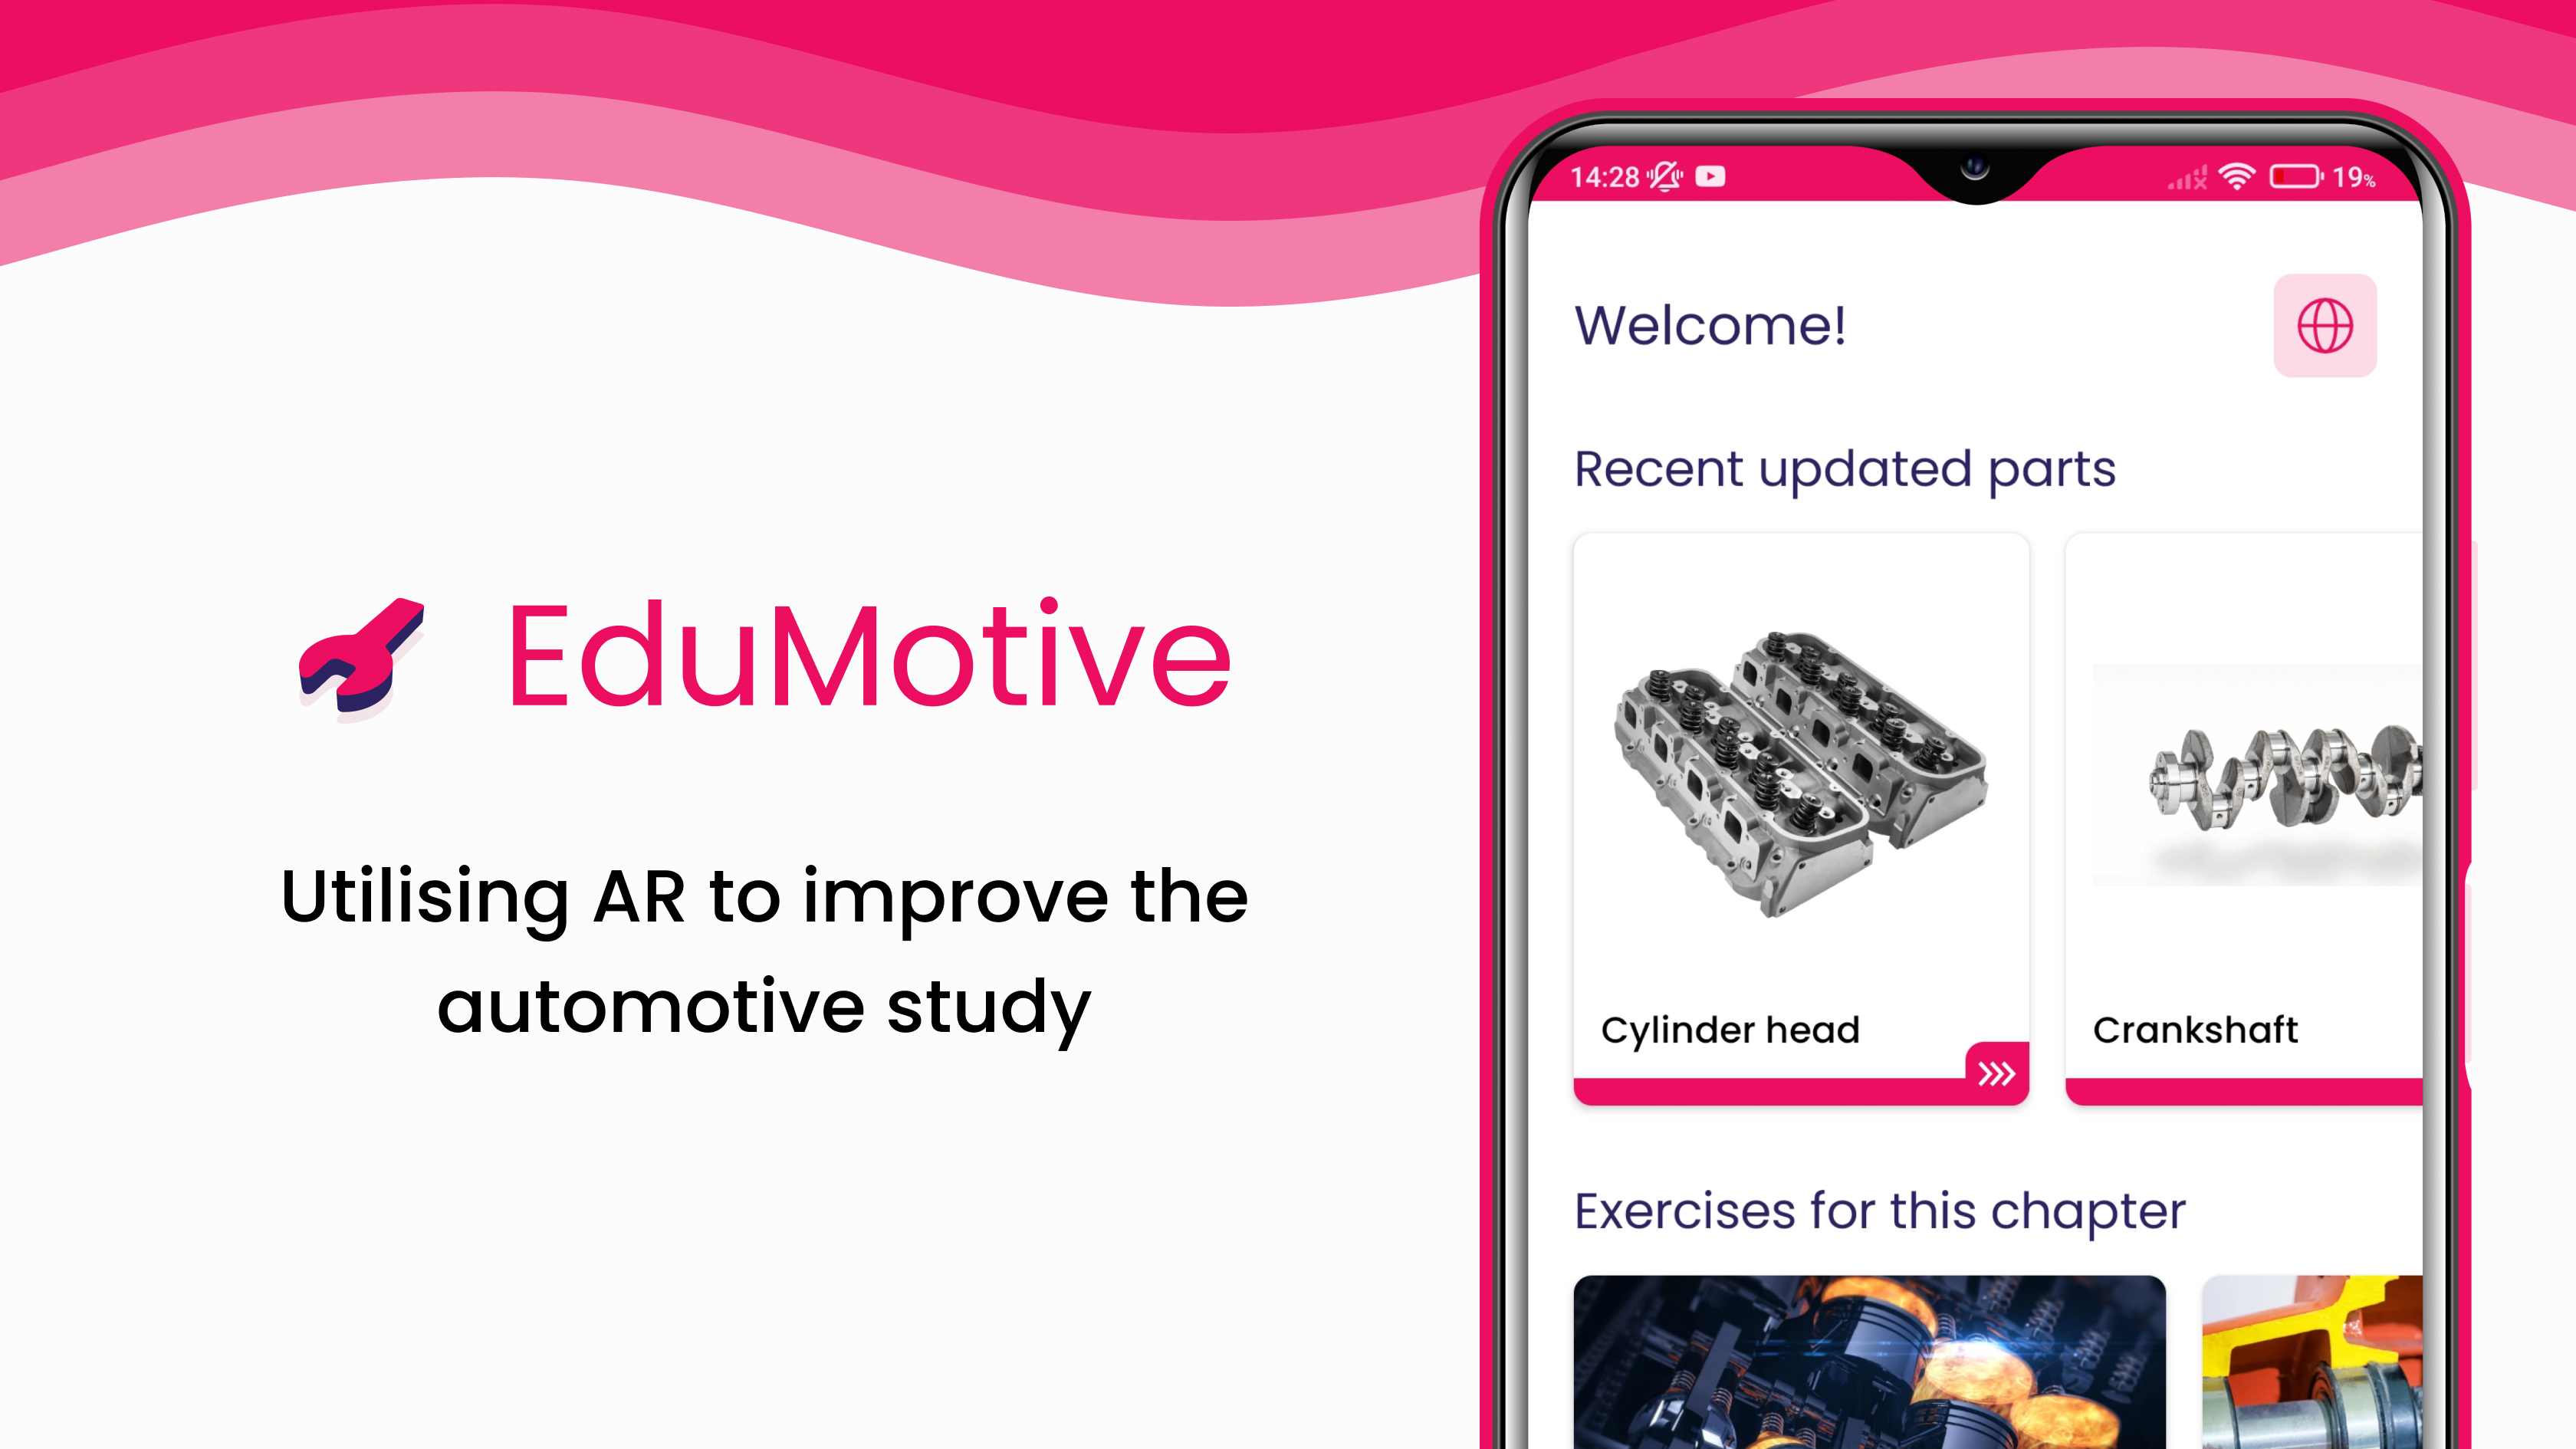 EduMotive
Utilising AR to improve the
automotive study
14:28
19%
Welcome!
Recent updated parts
Cylinder head
Crankshaft
Exercises for this chapter